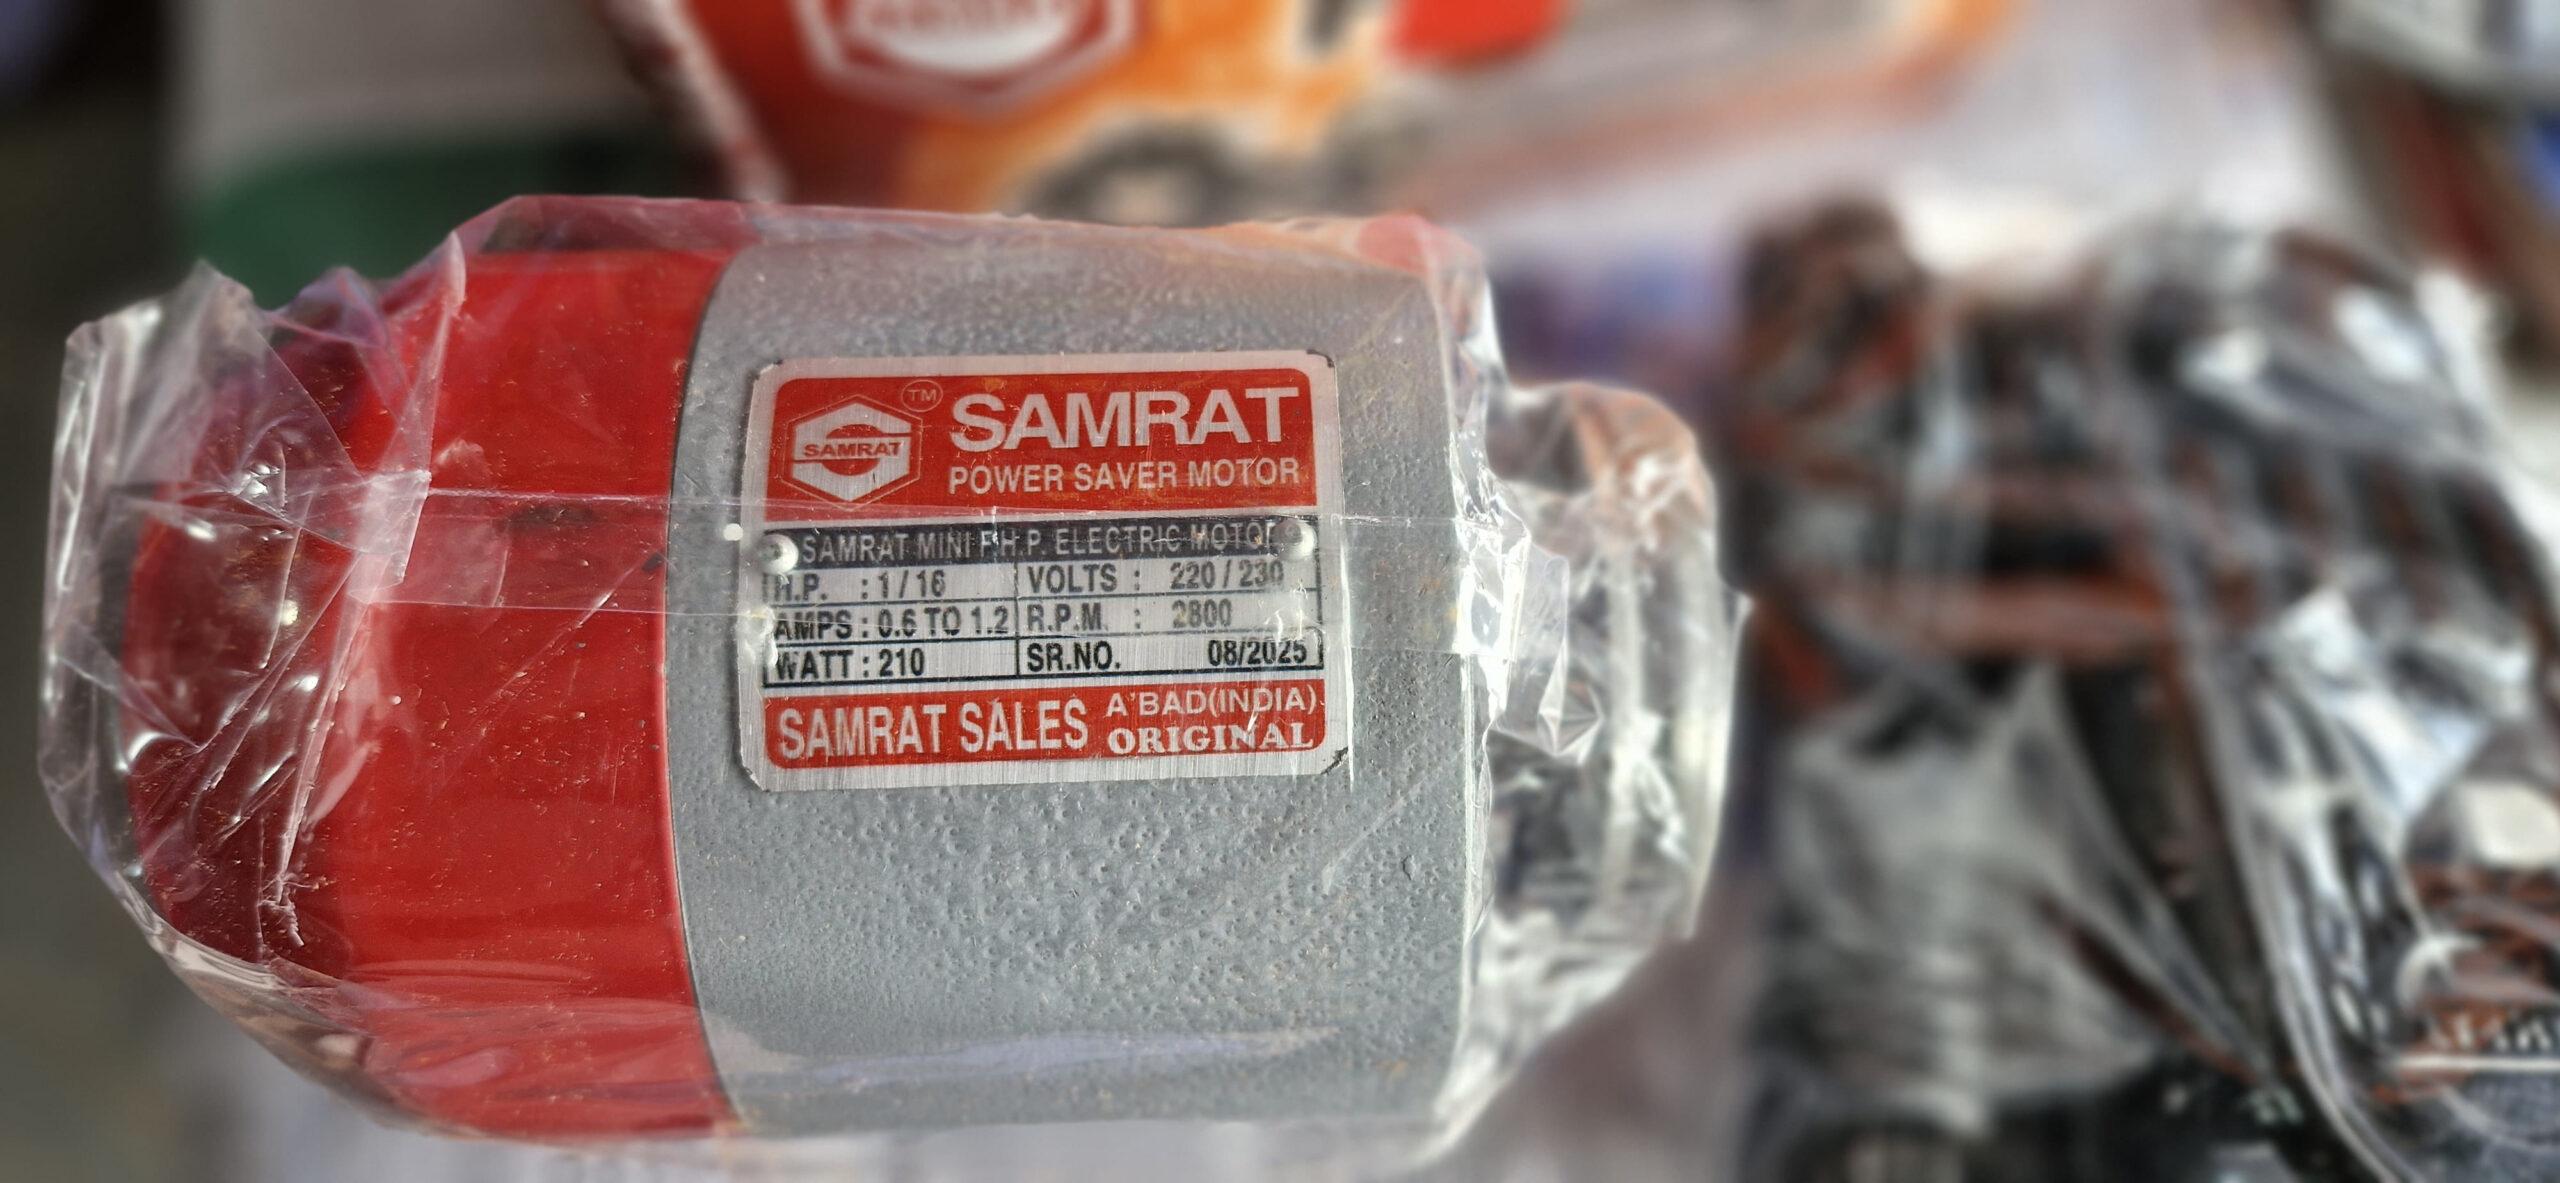 TM
SAMRAT
SAMRAT
POWER SAVER MOTOR
SAMRAT MINI F.H.P. ELECTRIC MOTOR
H.P. : 1/16 VOLTS : 220/230
AMPS : 0.6 TO 1.2 R.P.M. : 2800
WATT : 210 SR.NO. 08/2025
SAMRAT SALES A'BAD(INDIA)
ORIGINAL